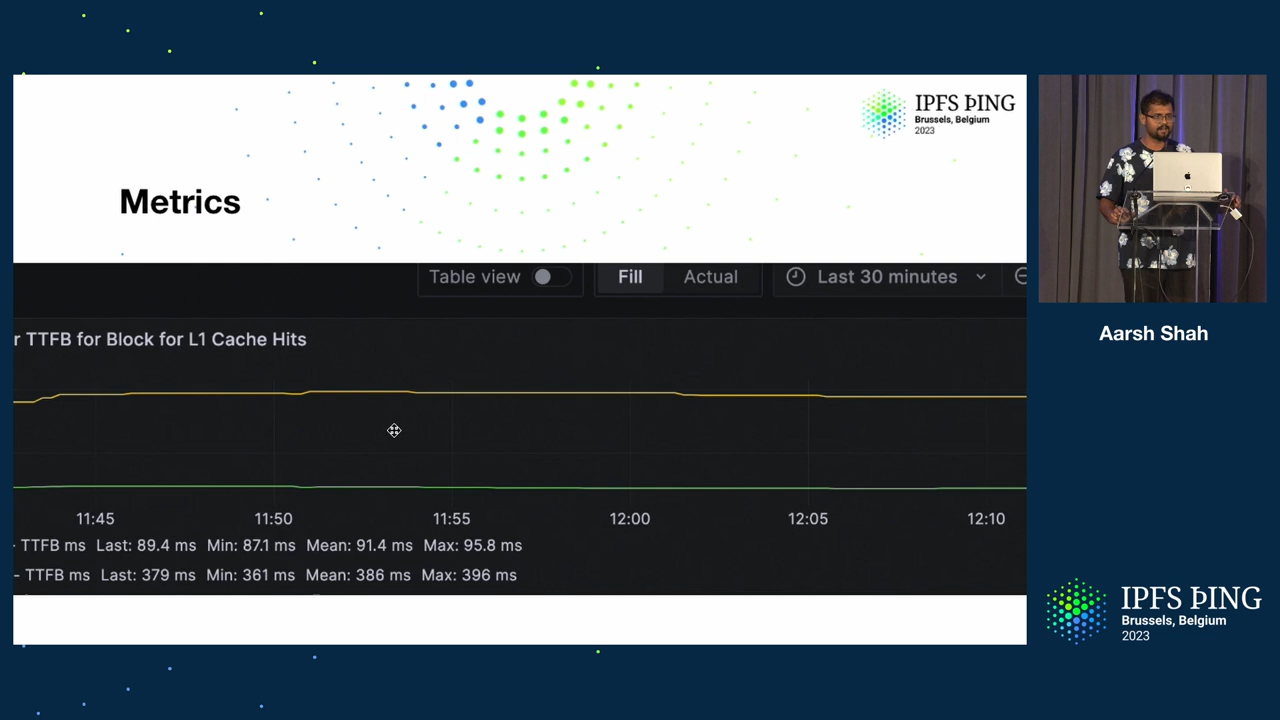 IPFS ÞING
Brussels, Belgium
2023
Metrics
Table view
Fill
Actual
Last 30 minutes
r TTFB for Block for L1 Cache Hits
11:45
11:50
11:55
12:00
12:05
12:10
- TTFB ms Last: 89.4 ms Min: 87.1 ms Mean: 91.4 ms Max: 95.8 ms
- TTFB ms Last: 379 ms Min: 361 ms Mean: 386 ms Max: 396 ms
Aarsh Shah
IPFS ÞING
Brussels, Belgium
2023